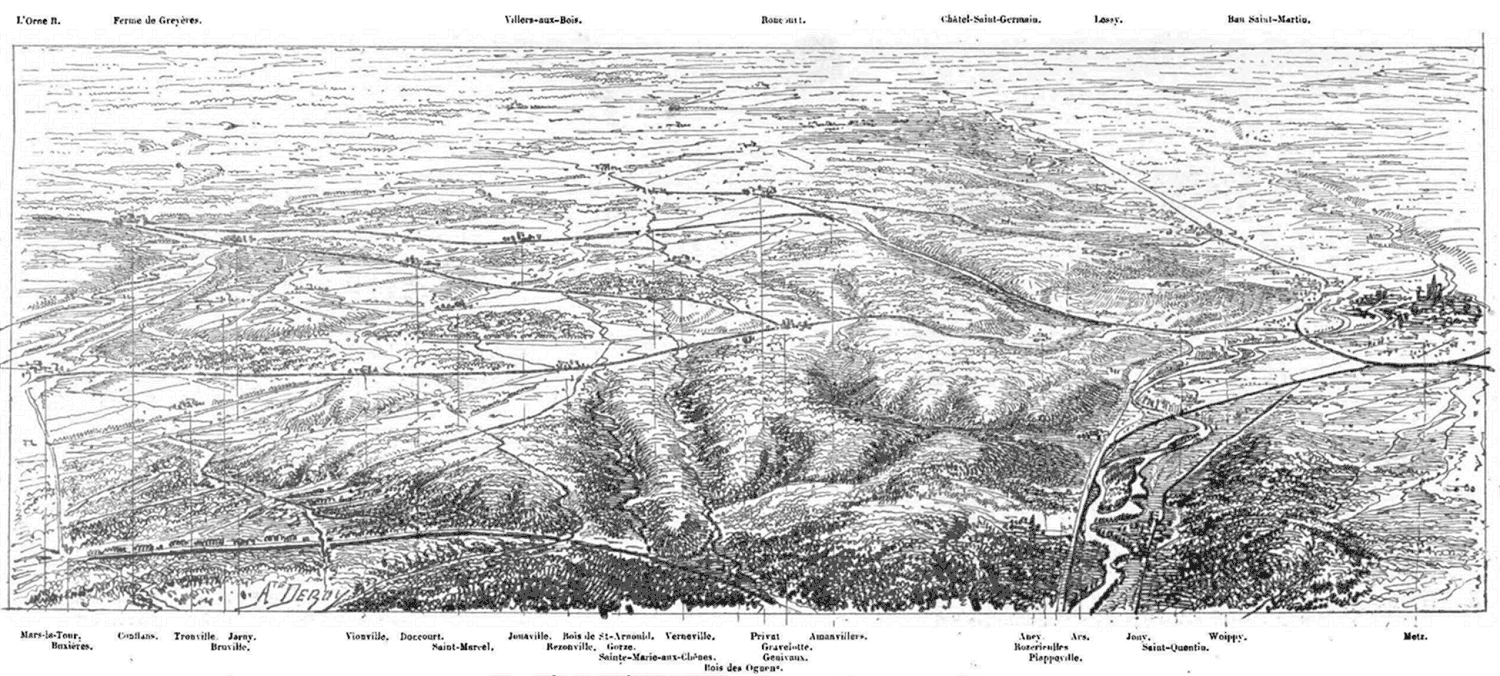 L'Orne R. Ferme de Greyères. Villers-aux-Bois. Roncourt. Châtel-Saint-Germain. Lessy. Ban Saint-Martin.
A. DEROY
Mars-la-Tour. Conflans. Tronville. Jarny. Vionville. Doncourt. Jouaville. Bois de St-Arnould. Verneville. Privat Amanvillers. Ancy. Ars. Jouy. Woippy. Metz.
Buxières. Bruville. Saint-Marcel. Rezonville. Gorze. Gravelotte. Rozerieulles Saint-Quentin.
Sainte-Marie-aux-Chênes. Genivaux. Plappeville.
Bois des Ognons.